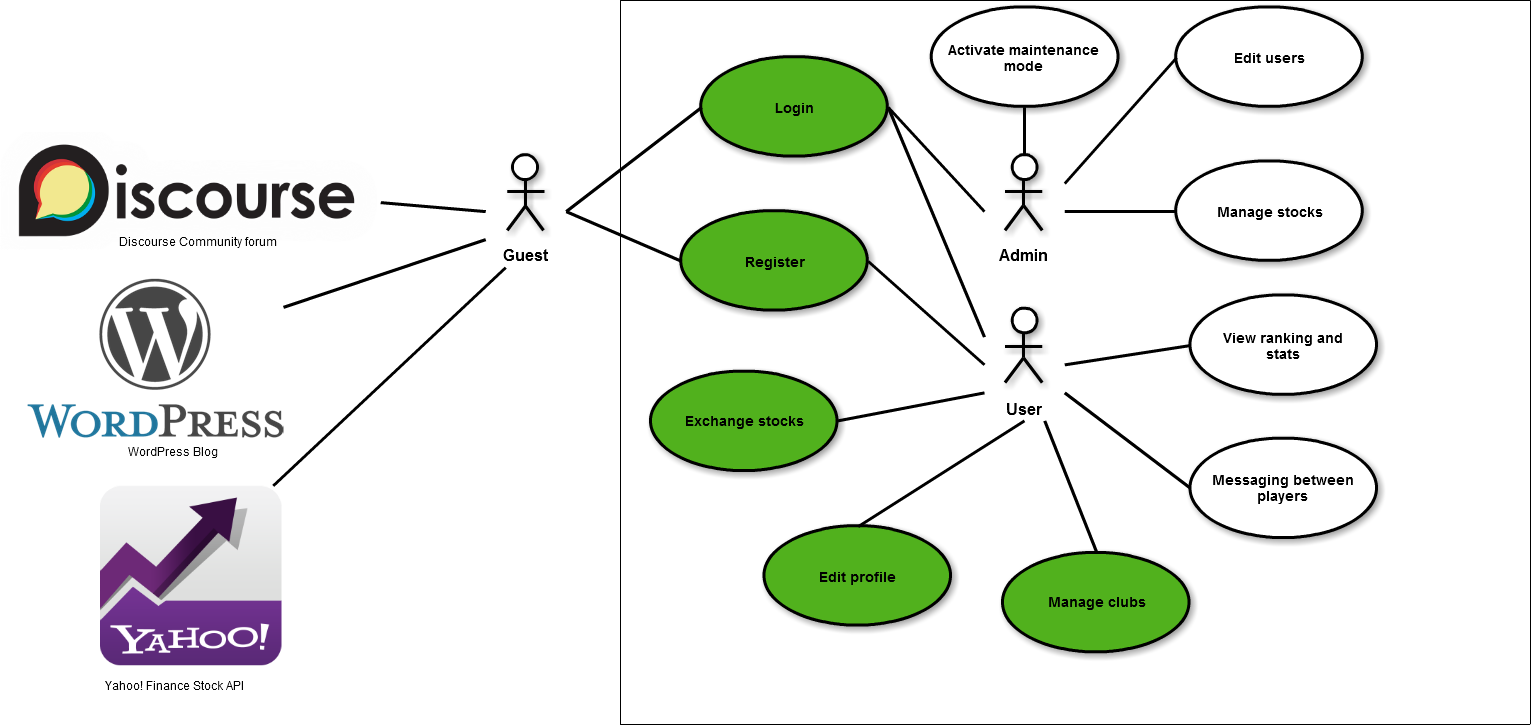 Discourse
Discourse Community forum
WORDPRESS
WordPress Blog
YAHOO!
Yahoo! Finance Stock API
Guest
Login
Register
Exchange stocks
Edit profile
Manage clubs
Activate maintenance
mode
Edit users
Admin
Manage stocks
User
View ranking and
stats
Messaging between
players